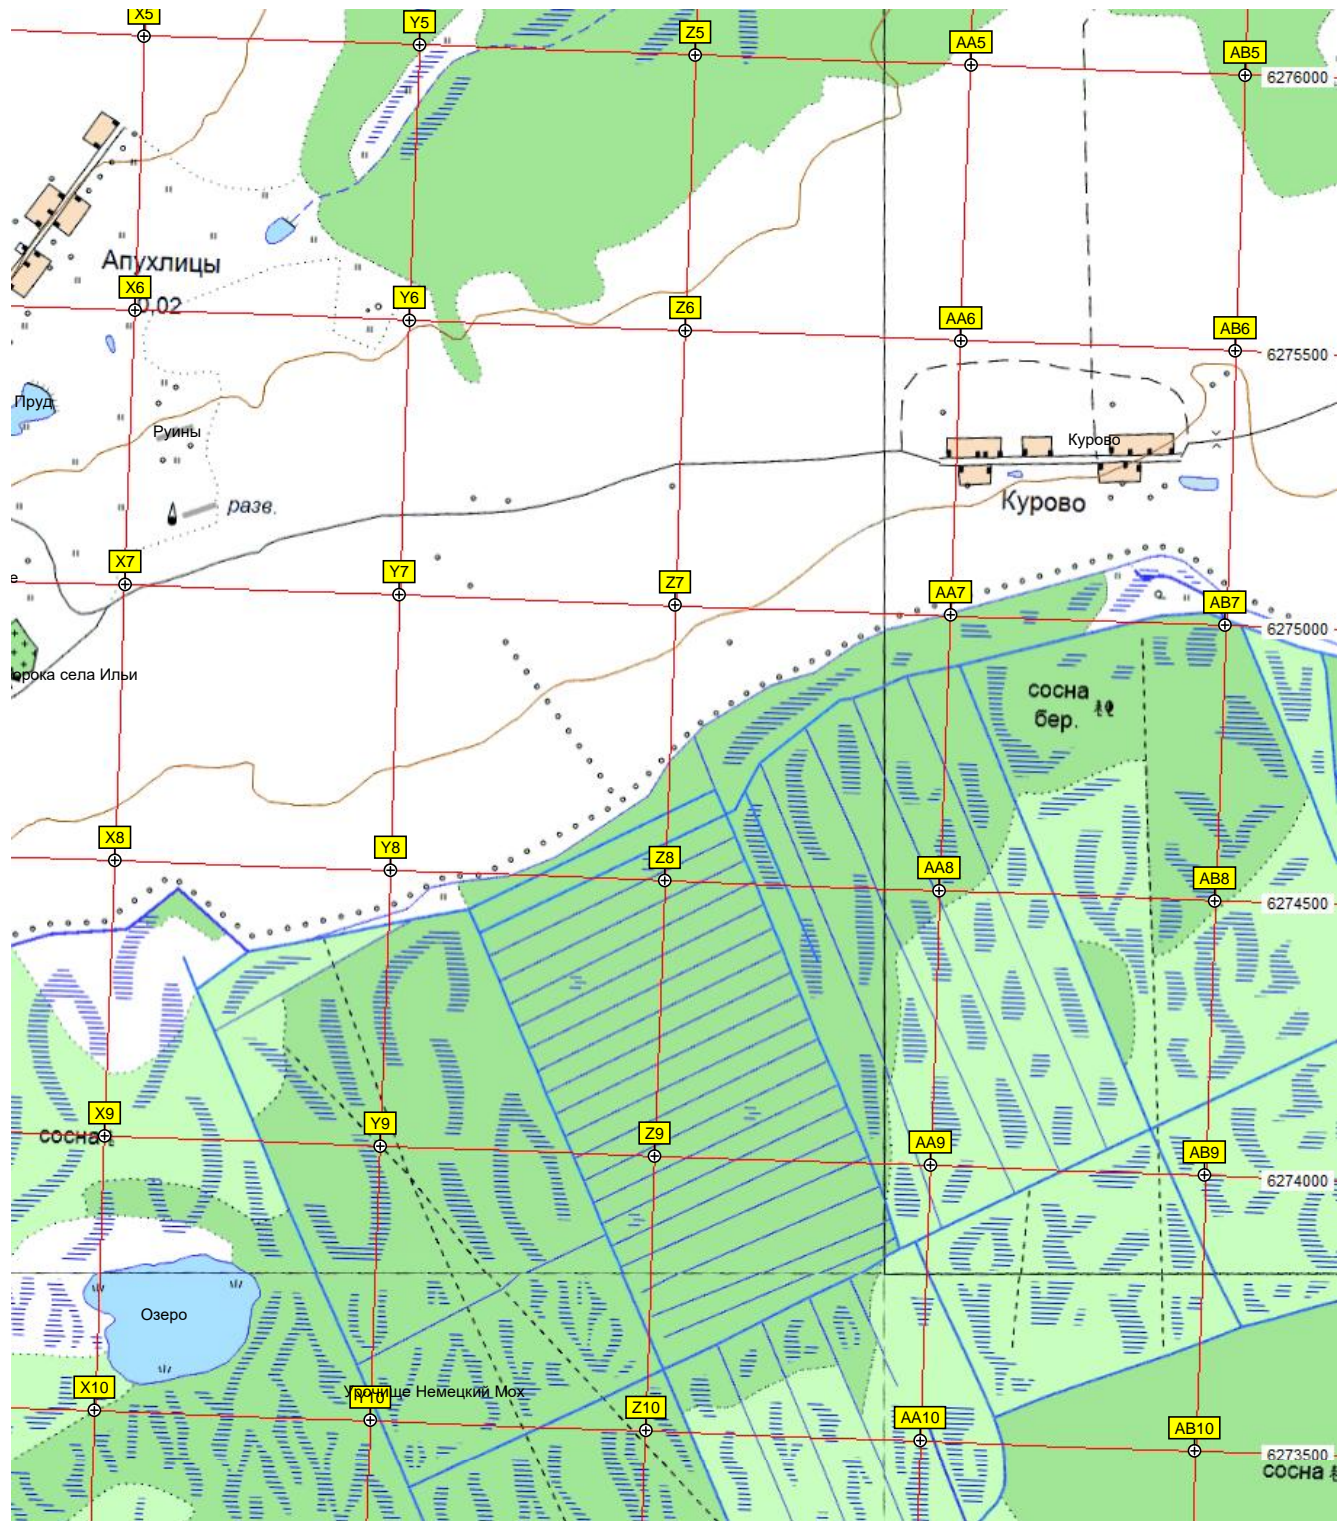 X5
Y5
Z5
AA5
AB5
6276000
Апухлицы
0.02
X6
Y6
Z6
AA6
AB6
6275500
Пруд
Руины
Курово
Курово
разв.
X7
Y7
Z7
AA7
AB7
6275000
е
орока села Ильи
сосна
бер.
X8
Y8
Z8
AA8
AB8
6274500
X9
сосна
Y9
Z9
AA9
AB9
6274000
Озеро
X10
Урочище Немецкий Мох
Y10
Z10
AA10
AB10
6273500
сосна